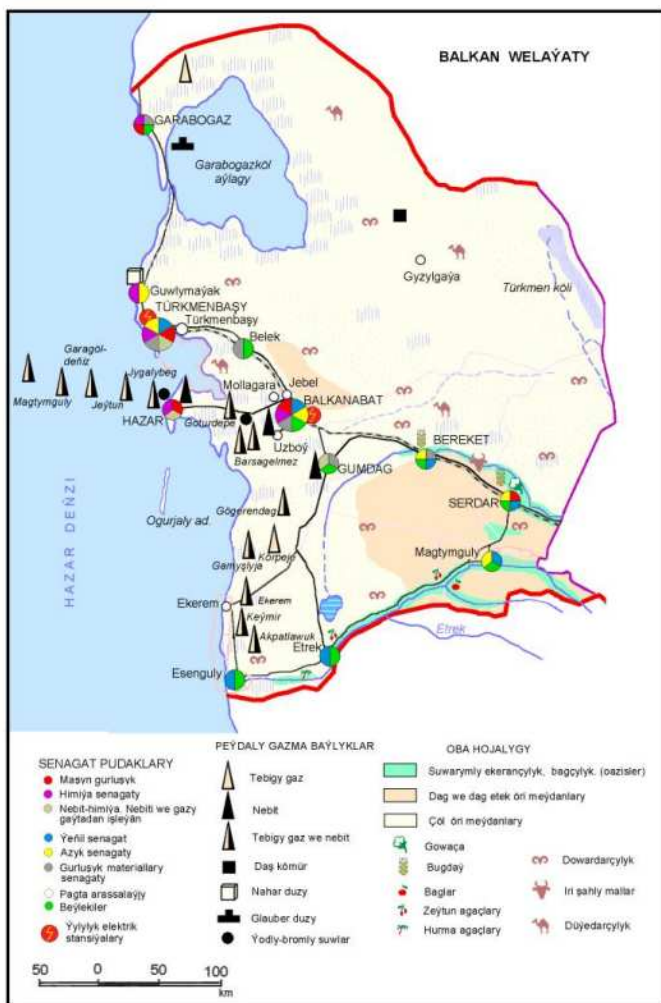 BALKAN WELAÝATY
GARABOGAZ
Garabogazköl
aýlagy
Gyzylgaýa
Türkmen köli
Guwlymaýak
TÜRKMENBAŞY
Türkmenbaşy
Belek
Garagöl-
deňiz
Jygalybeg
Magtymguly
Jeýtun
HAZAR
Goturdepe
Mollagara
Jebel
BALKANABAT
Uzboý
Barsagelmez
GUMDAG
BEREKET
SERDAR
HAZAR DEŇZI
Ogurjaly ad.
Gögerendag
Magtymguly
Gamyşlyja
Körpeje
Ekerem
Ekerem
Keýmir
Akpatlawuk
Etrek
Etrek
Esenguly
SENAGAT PUDAKLARY
Maşyn gurluşyk
Himiýa senagaty
Nebit-himiýa. Nebiti we gazy
gaýtadan işleýän
Ýeňil senagat
Azyk senagaty
Gurluşyk materiallary
senagaty
Pagta arassalaýjy
Beýlekiler
Ýylylyk elektrik
stansiýalary
50 0 50 100
km
PEÝDALY GAZMA BAÝLYKLAR
Tebigy gaz
Nebit
Tebigy gaz we nebit
Daş kömür
Nahar duzy
Glauber duzy
Ýodly-bromly suwlar
OBA HOJALYGY
Suwarymly ekerançylyk, bagçylyk. (oazisler)
Dag we dag etek öri meýdanlary
Çöl öri meýdanlary
Gowaça
Bugdaý
Baglar
Zeýtun agaçlary
Hurma agaçlary
Dowardarçylyk
Iri şahly mallar
Düýedarçylyk